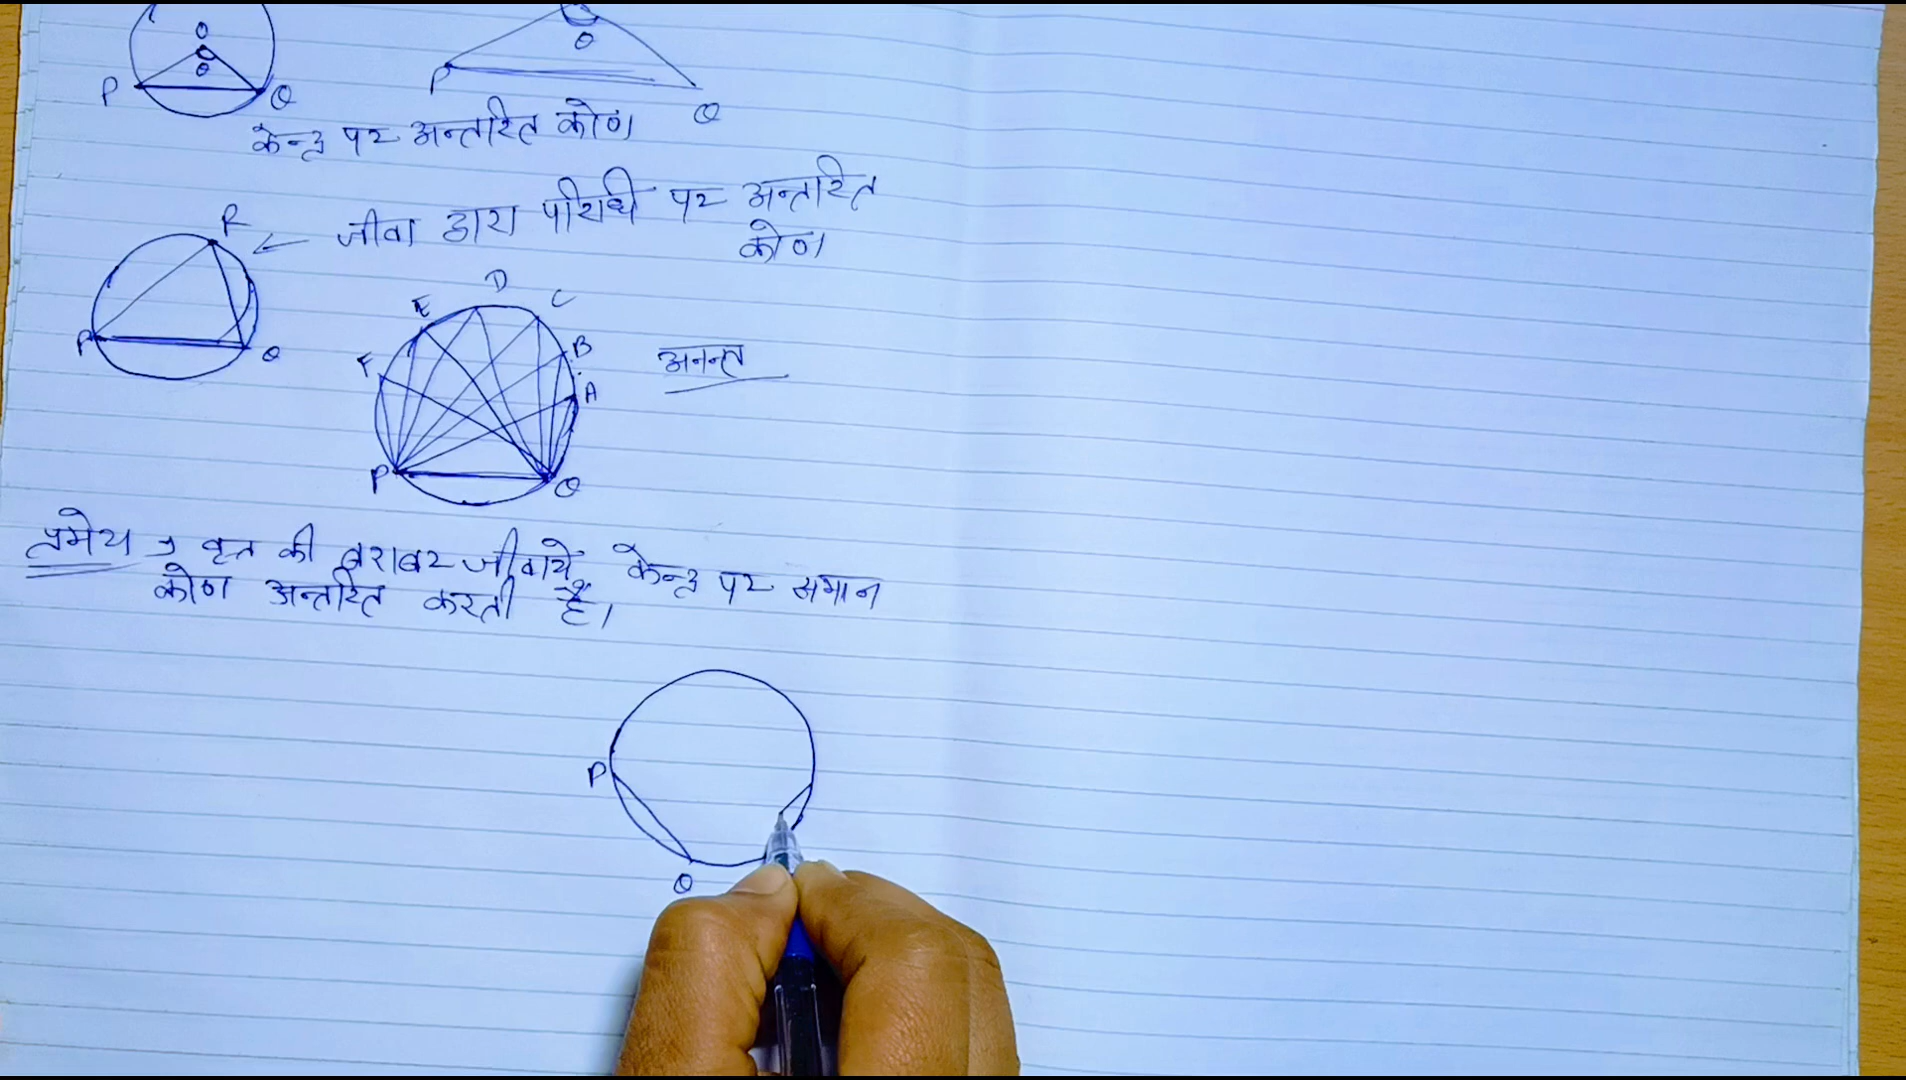 O
θ
P
Q
θ
P
Q
केन्द्र पर अन्तरित कोण
R
जीवा द्वारा परिधी पर अन्तरित
कोण
P
Q
D
C
E
B
F
A
अनन्त
P
Q
प्रमेय → वृत्त की बराबर जीवाये केन्द्र पर समान
कोण अन्तरित करती हैं।
P
Q